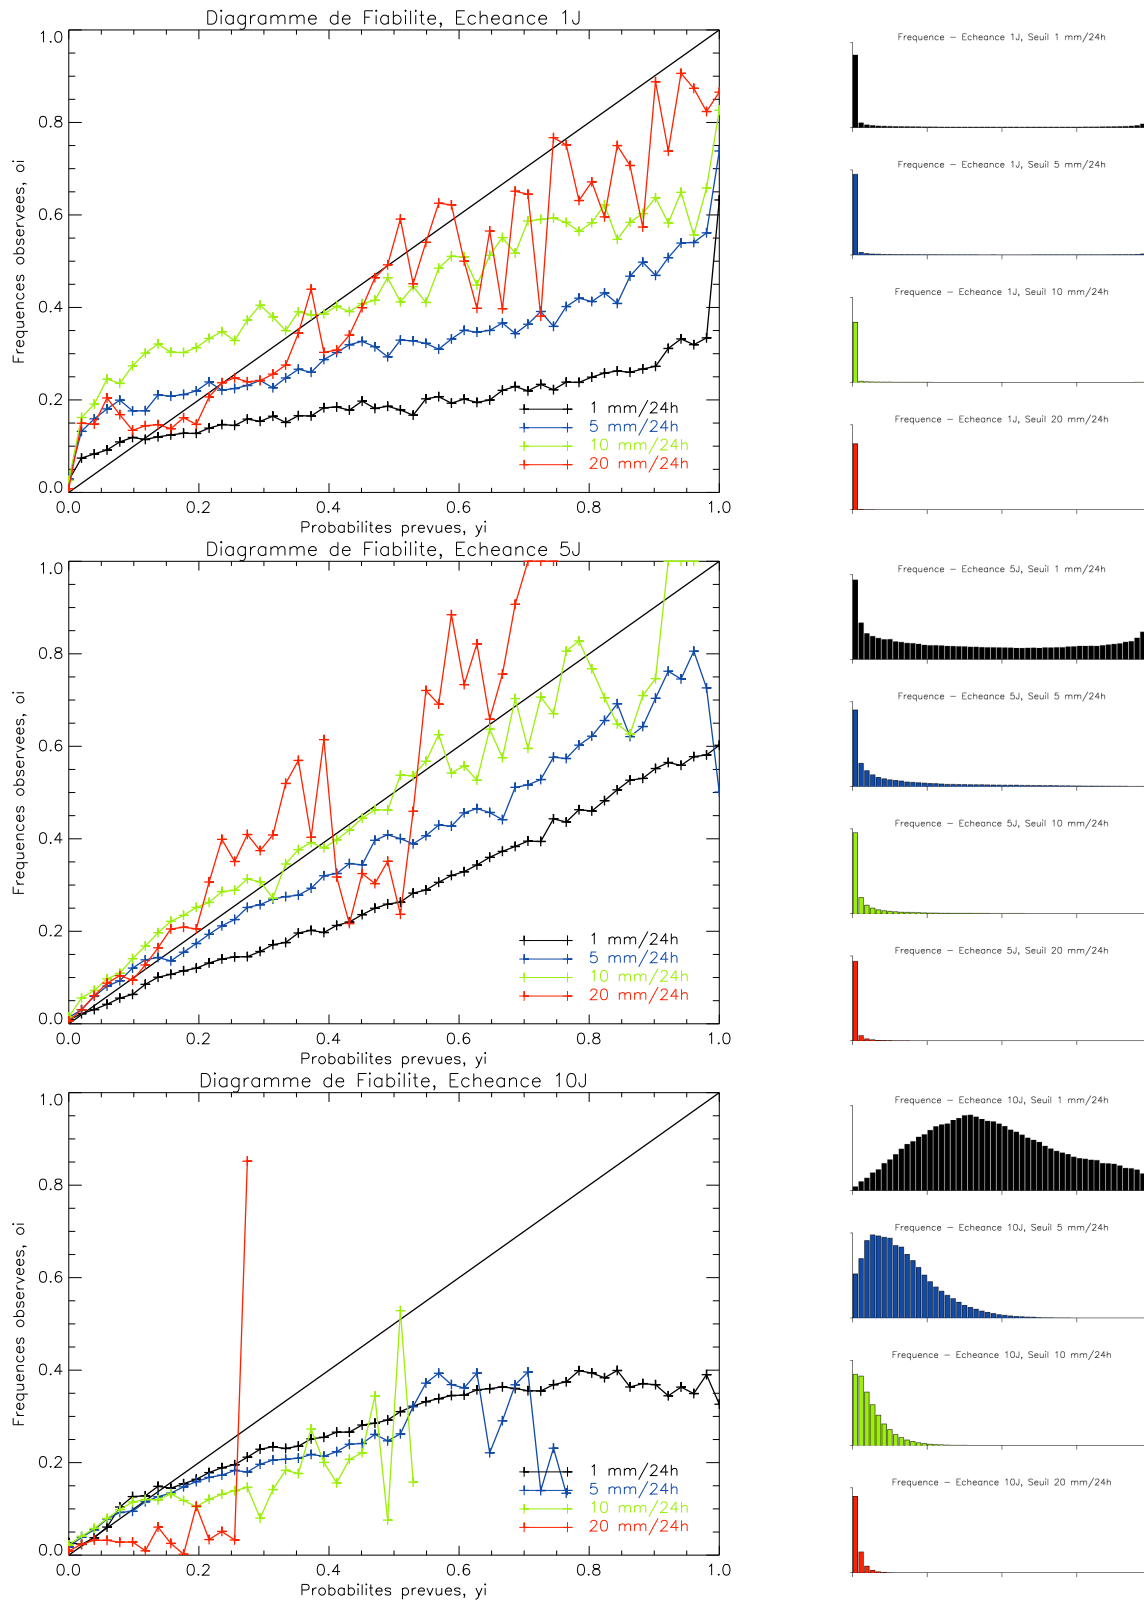 Diagramme de Fiabilite, Echeance 1J
Frequences observees, oi
1.0
0.8
0.6
0.4
0.2
0.0
0.0 0.2 0.4 0.6 0.8 1.0
Probabilites prevues, yi
1 mm/24h
5 mm/24h
10 mm/24h
20 mm/24h
Frequence - Echeance 1J, Seuil 1 mm/24h
Frequence - Echeance 1J, Seuil 5 mm/24h
Frequence - Echeance 1J, Seuil 10 mm/24h
Frequence - Echeance 1J, Seuil 20 mm/24h
Diagramme de Fiabilite, Echeance 5J
Frequences observees, oi
1.0
0.8
0.6
0.4
0.2
0.0
0.0 0.2 0.4 0.6 0.8 1.0
Probabilites prevues, yi
1 mm/24h
5 mm/24h
10 mm/24h
20 mm/24h
Frequence - Echeance 5J, Seuil 1 mm/24h
Frequence - Echeance 5J, Seuil 5 mm/24h
Frequence - Echeance 5J, Seuil 10 mm/24h
Frequence - Echeance 5J, Seuil 20 mm/24h
Diagramme de Fiabilite, Echeance 10J
Frequences observees, oi
1.0
0.8
0.6
0.4
0.2
0.0
0.0 0.2 0.4 0.6 0.8 1.0
Probabilites prevues, yi
1 mm/24h
5 mm/24h
10 mm/24h
20 mm/24h
Frequence - Echeance 10J, Seuil 1 mm/24h
Frequence - Echeance 10J, Seuil 5 mm/24h
Frequence - Echeance 10J, Seuil 10 mm/24h
Frequence - Echeance 10J, Seuil 20 mm/24h